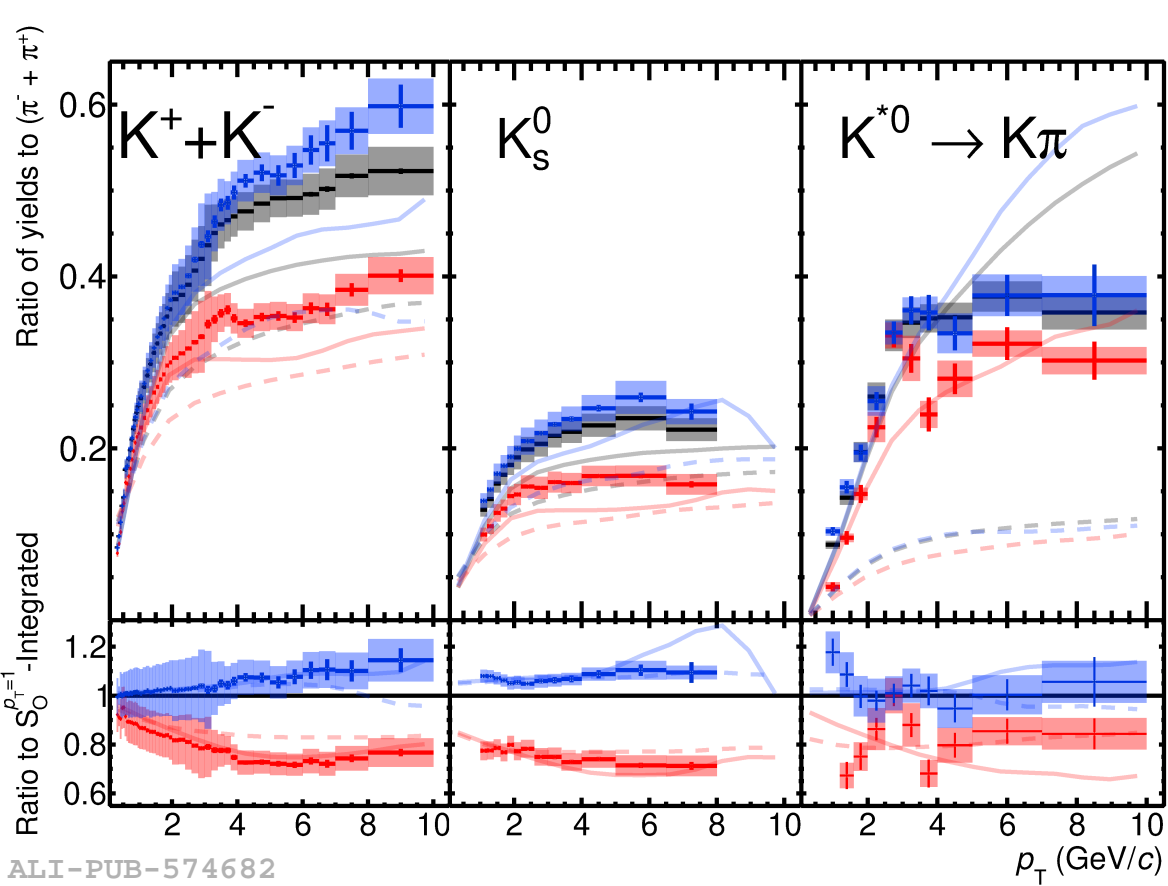 Ratio of yields to (π⁻ + π⁺)
0.6
0.4
0.2
K⁺+K⁻
K⁰ₛ
K*⁰ → Kπ
Ratio to S_O^{p_T=1}-Integrated
1.2
1
0.8
0.6
2 4 6 8 10 2 4 6 8 10 2 4 6 8 10
p_T (GeV/c)
ALI-PUB-574682